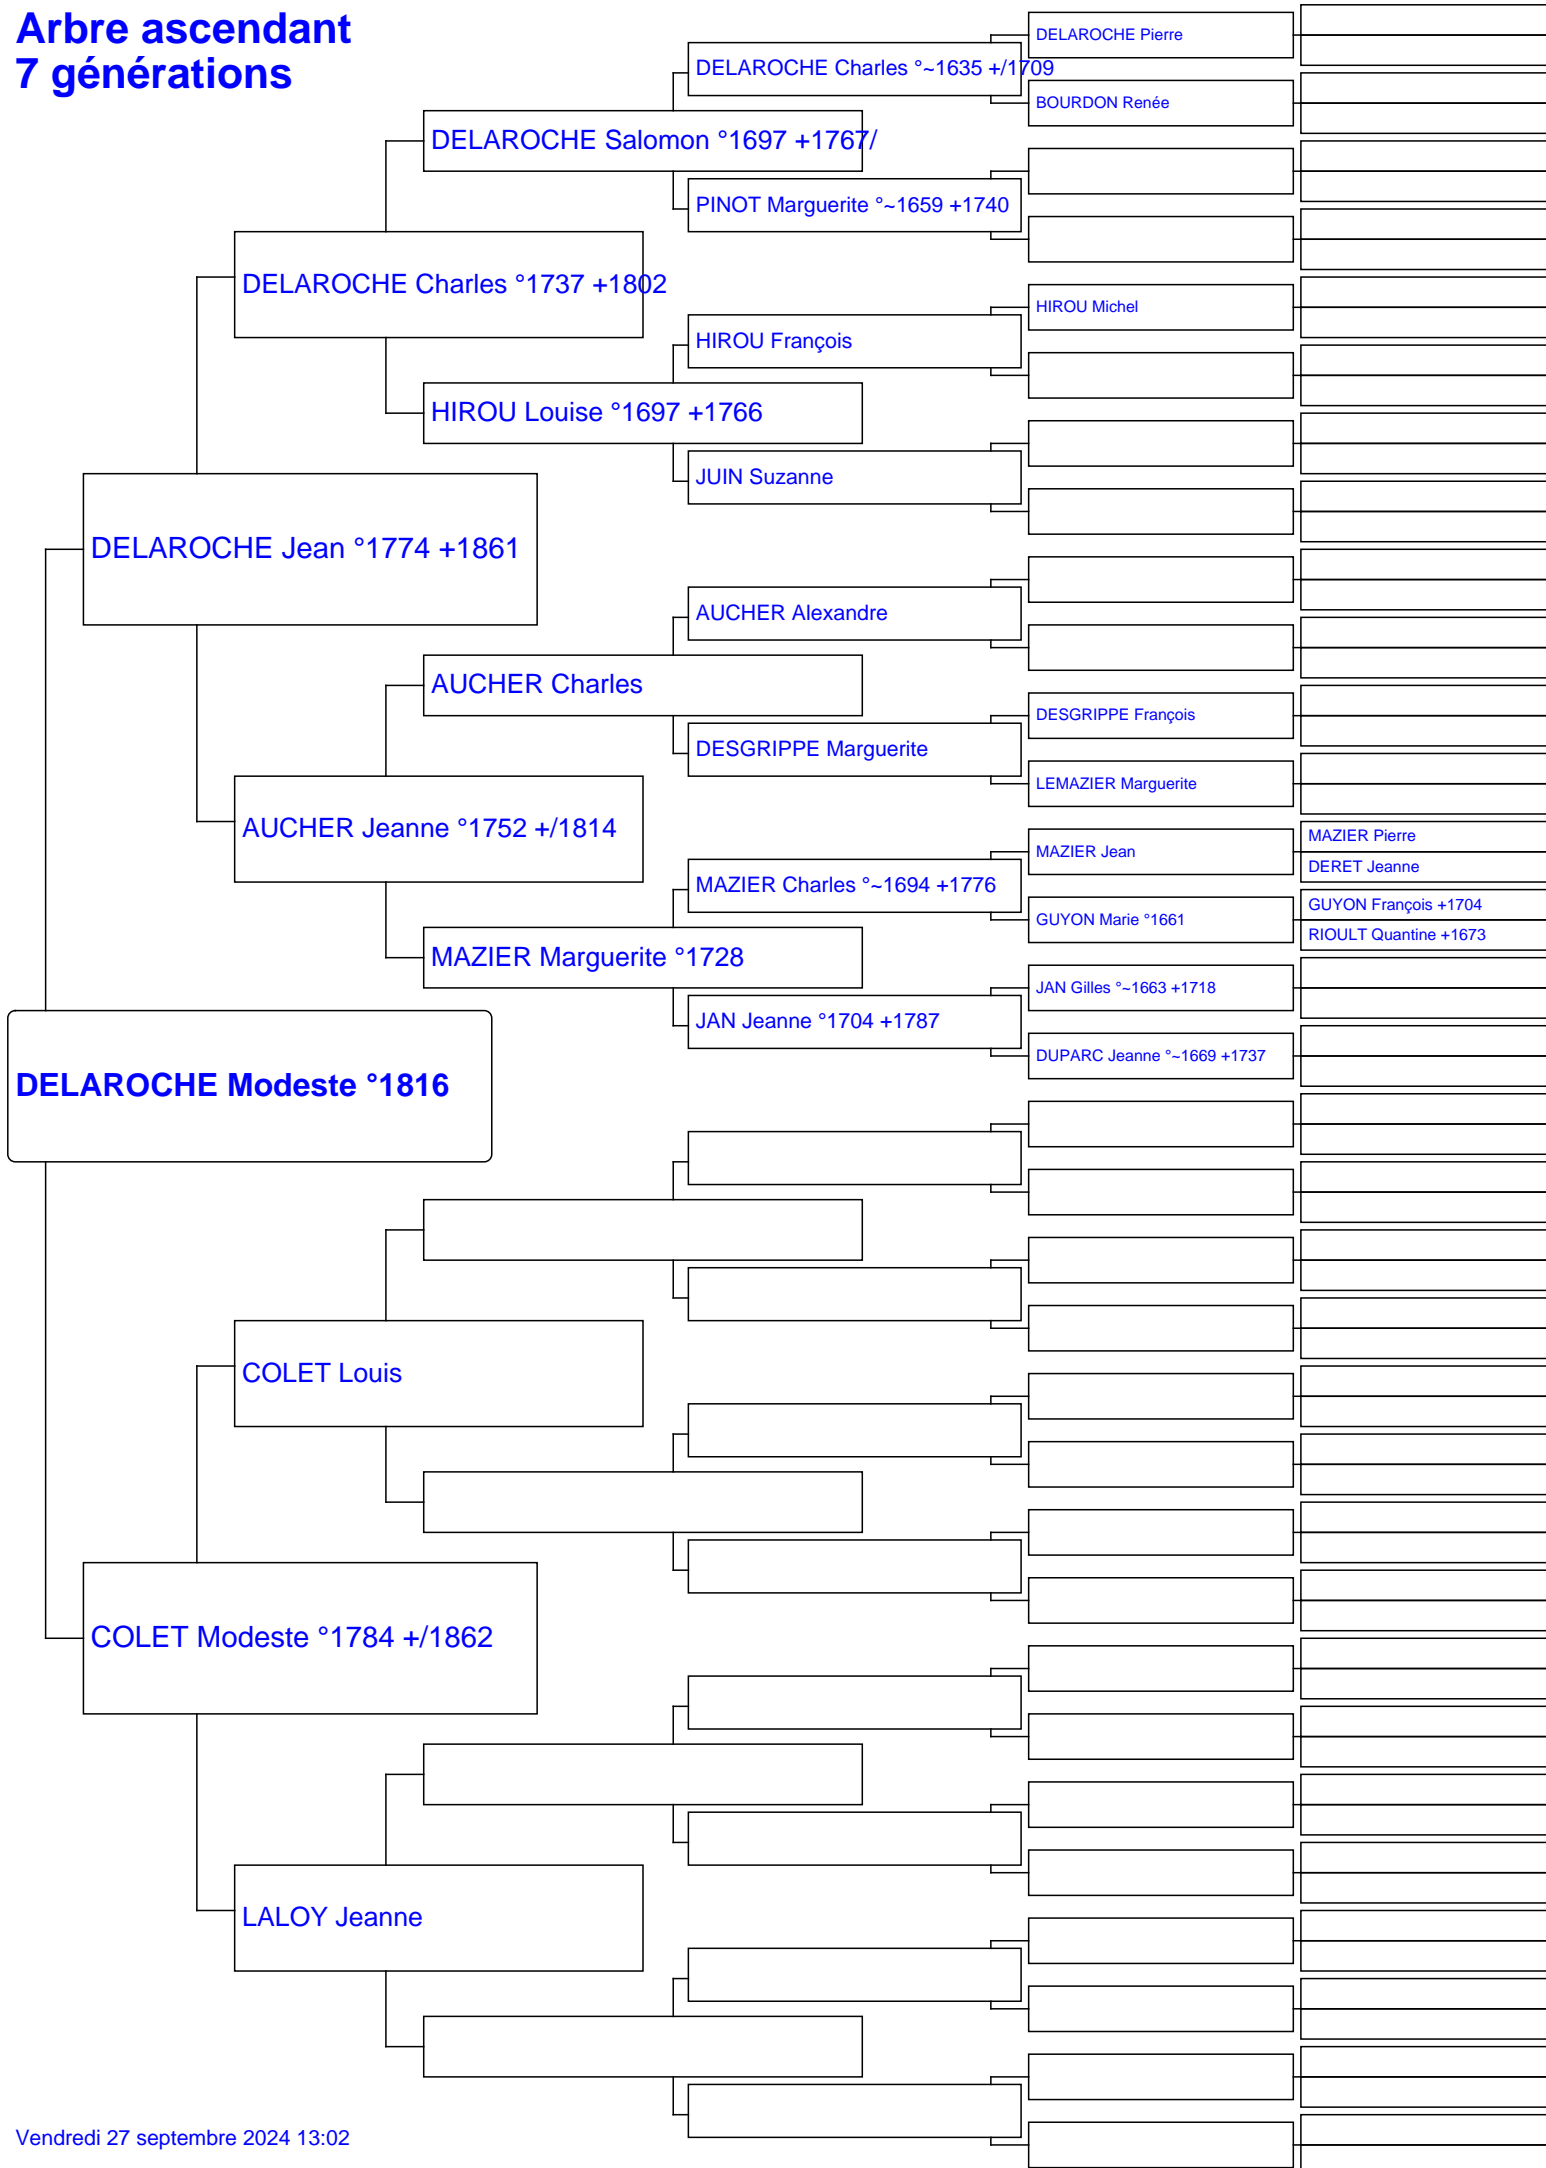 Arbre ascendant
7 générations
DELAROCHE Pierre
DELAROCHE Charles °~1635 +/1709
BOURDON Renée
DELAROCHE Salomon °1697 +1767/
PINOT Marguerite °~1659 +1740
DELAROCHE Charles °1737 +1802
HIROU Michel
HIROU François
HIROU Louise °1697 +1766
JUIN Suzanne
DELAROCHE Jean °1774 +1861
AUCHER Alexandre
AUCHER Charles
DESGRIPPE François
DESGRIPPE Marguerite
LEMAZIER Marguerite
AUCHER Jeanne °1752 +/1814
MAZIER Pierre
MAZIER Jean
DERET Jeanne
MAZIER Charles °~1694 +1776
GUYON François +1704
GUYON Marie °1661
RIOULT Quantine +1673
MAZIER Marguerite °1728
JAN Gilles °~1663 +1718
JAN Jeanne °1704 +1787
DUPARC Jeanne °~1669 +1737
DELAROCHE Modeste °1816
COLET Louis
COLET Modeste °1784 +/1862
LALOY Jeanne
Vendredi 27 septembre 2024 13:02